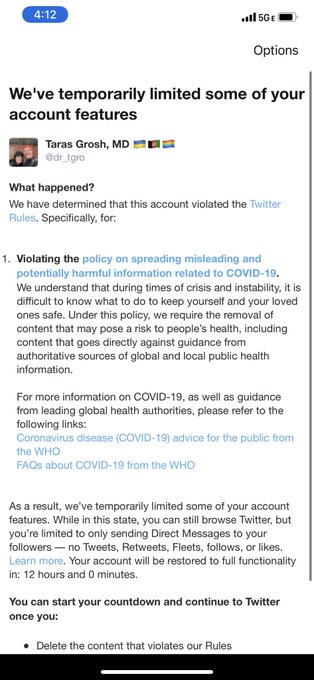 4:12
5GE
Options
We've temporarily limited some of your
account features
Taras Grosh, MD 🇺🇦🇦🇫🏳️‍🌈
@dr_tgro
What happened?
We have determined that this account violated the Twitter
Rules. Specifically, for:
1. Violating the policy on spreading misleading and
potentially harmful information related to COVID-19.
We understand that during times of crisis and instability, it is
difficult to know what to do to keep yourself and your loved
ones safe. Under this policy, we require the removal of
content that may pose a risk to people's health, including
content that goes directly against guidance from
authoritative sources of global and local public health
information.
For more information on COVID-19, as well as guidance
from leading global health authorities, please refer to the
following links:
Coronavirus disease (COVID-19) advice for the public from
the WHO
FAQs about COVID-19 from the WHO
As a result, we've temporarily limited some of your account
features. While in this state, you can still browse Twitter, but
you're limited to only sending Direct Messages to your
followers — no Tweets, Retweets, Fleets, follows, or likes.
Learn more. Your account will be restored to full functionality
in: 12 hours and 0 minutes.
You can start your countdown and continue to Twitter
once you:
• Delete the content that violates our Rules